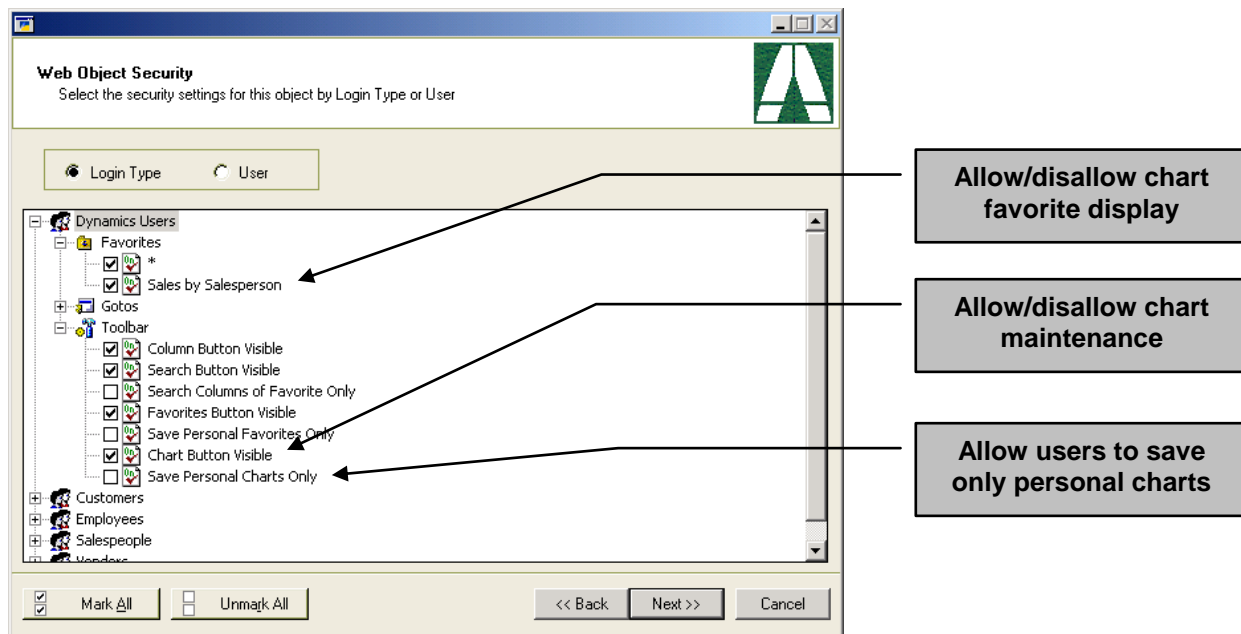 Web Object Security
Select the security settings for this object by Login Type or User
Login Type
User
Dynamics Users
Favorites
*
Sales by Salesperson
Gotos
Toolbar
Column Button Visible
Search Button Visible
Search Columns of Favorite Only
Favorites Button Visible
Save Personal Favorites Only
Chart Button Visible
Save Personal Charts Only
Customers
Employees
Salespeople
Vendors
Mark All
Unmark All
<< Back
Next >>
Cancel
Allow/disallow chart
favorite display
Allow/disallow chart
maintenance
Allow users to save
only personal charts